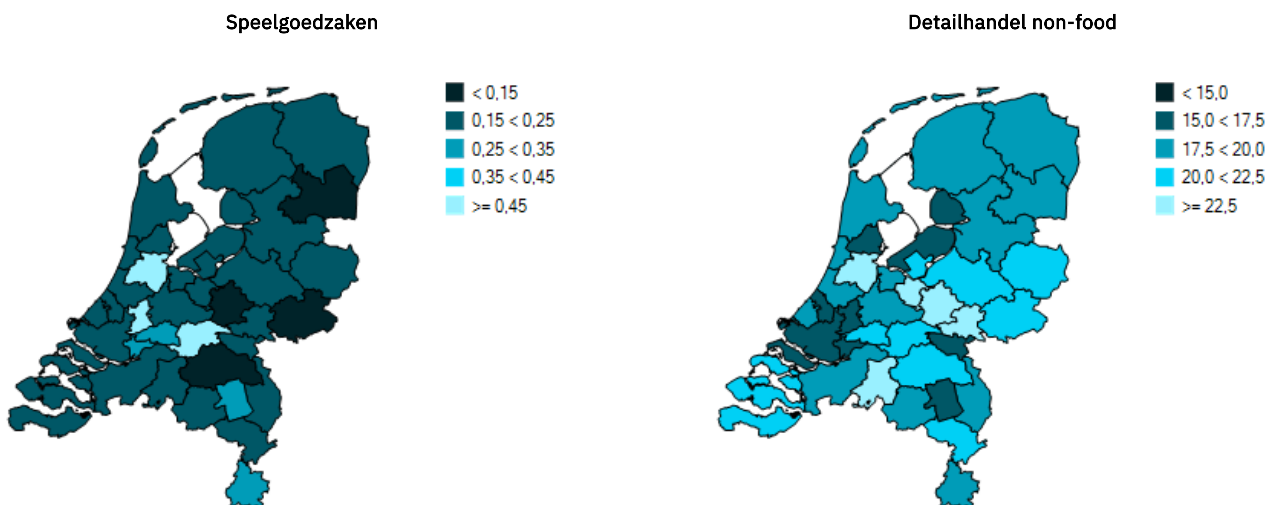 Speelgoedzaken
< 0,15
0,15 < 0,25
0,25 < 0,35
0,35 < 0,45
>= 0,45
Detailhandel non-food
< 15,0
15,0 < 17,5
17,5 < 20,0
20,0 < 22,5
>= 22,5